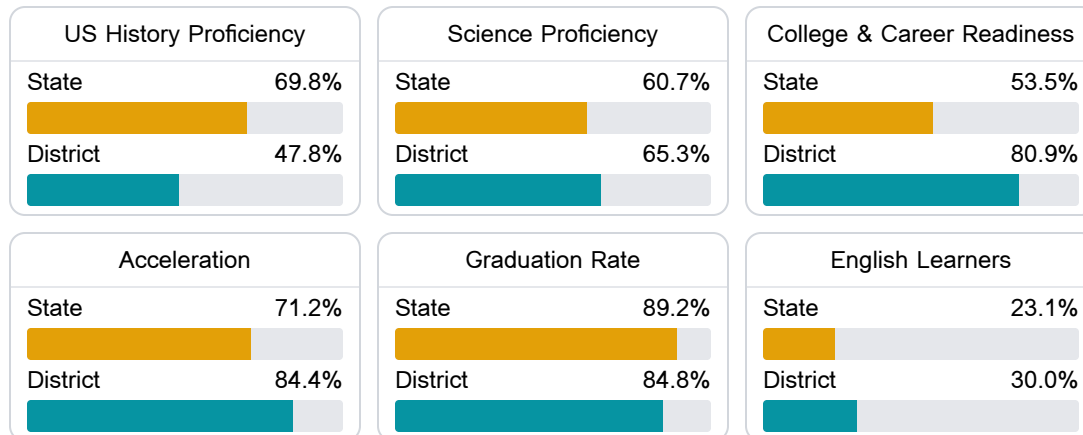 US History Proficiency
State 69.8%
District 47.8%
Science Proficiency
State 60.7%
District 65.3%
College & Career Readiness
State 53.5%
District 80.9%
Acceleration
State 71.2%
District 84.4%
Graduation Rate
State 89.2%
District 84.8%
English Learners
State 23.1%
District 30.0%